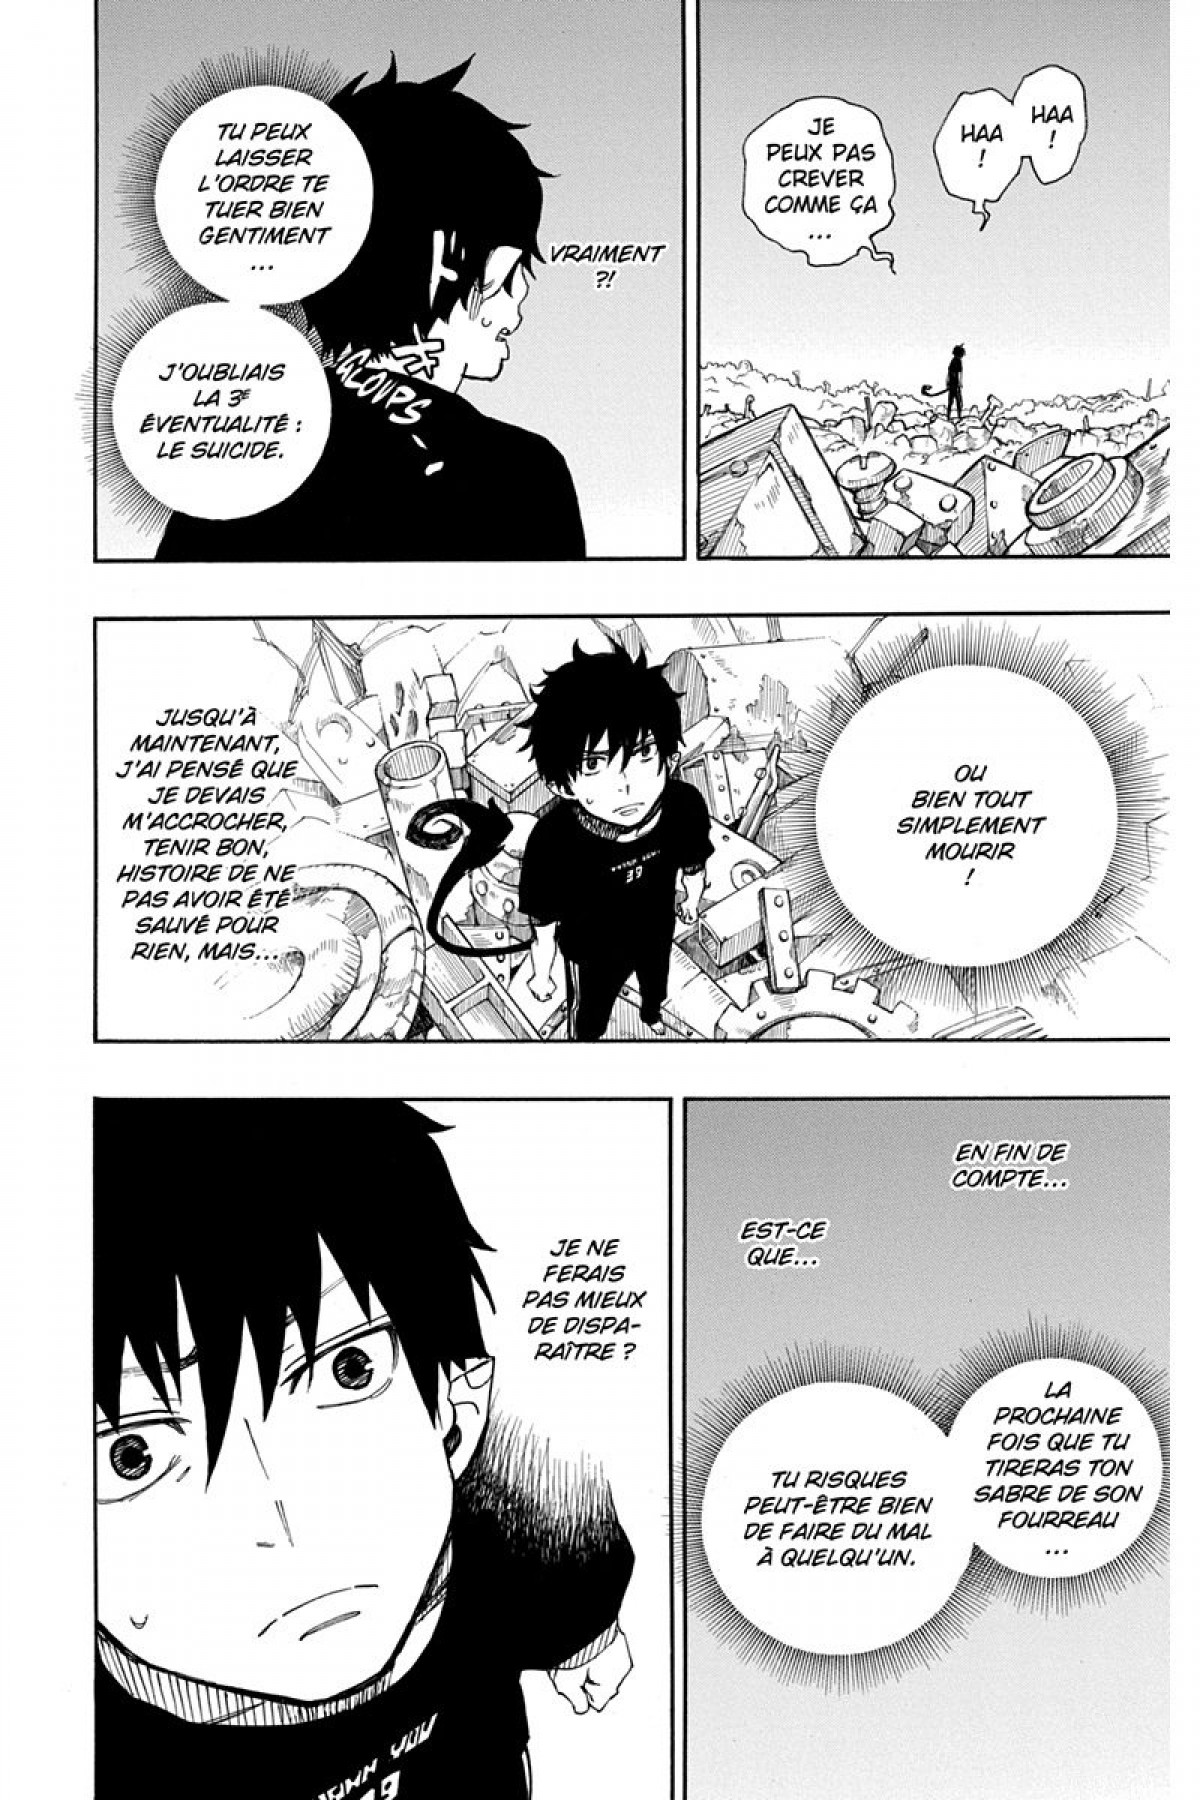 HAA
!
HAA
!
JE
PEUX PAS
CREVER
COMME ÇA
...
VRAIMENT
?!
TU PEUX
LAISSER
L'ORDRE TE
TUER BIEN
GENTIMENT
...
GLOUPS
J'OUBLIAIS
LA 3E
ÉVENTUALITÉ :
LE SUICIDE.
OU
BIEN TOUT
SIMPLEMENT
MOURIR
!
39
JUSQU'À
MAINTENANT,
J'AI PENSÉ QUE
JE DEVAIS
M'ACCROCHER,
TENIR BON,
HISTOIRE DE NE
PAS AVOIR ÉTÉ
SAUVÉ POUR
RIEN, MAIS...
EN FIN DE
COMPTE...
EST-CE
QUE...
LA
PROCHAINE
FOIS QUE TU
TIRERAS TON
SABRE DE SON
FOURREAU
...
TU RISQUES
PEUT-ÊTRE BIEN
DE FAIRE DU MAL
À QUELQU'UN.
JE NE
FERAIS
PAS MIEUX
DE DISPA-
RAÎTRE ?
YOU
39